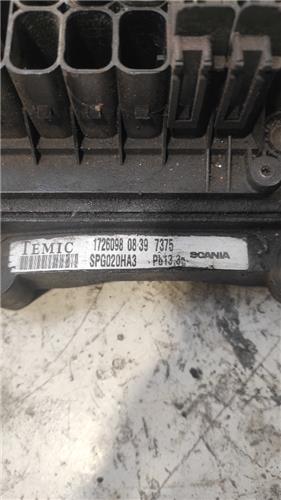 TEMIC 1726098 08 39 7375
SPG020HA3 Pb13.3 SCANIA